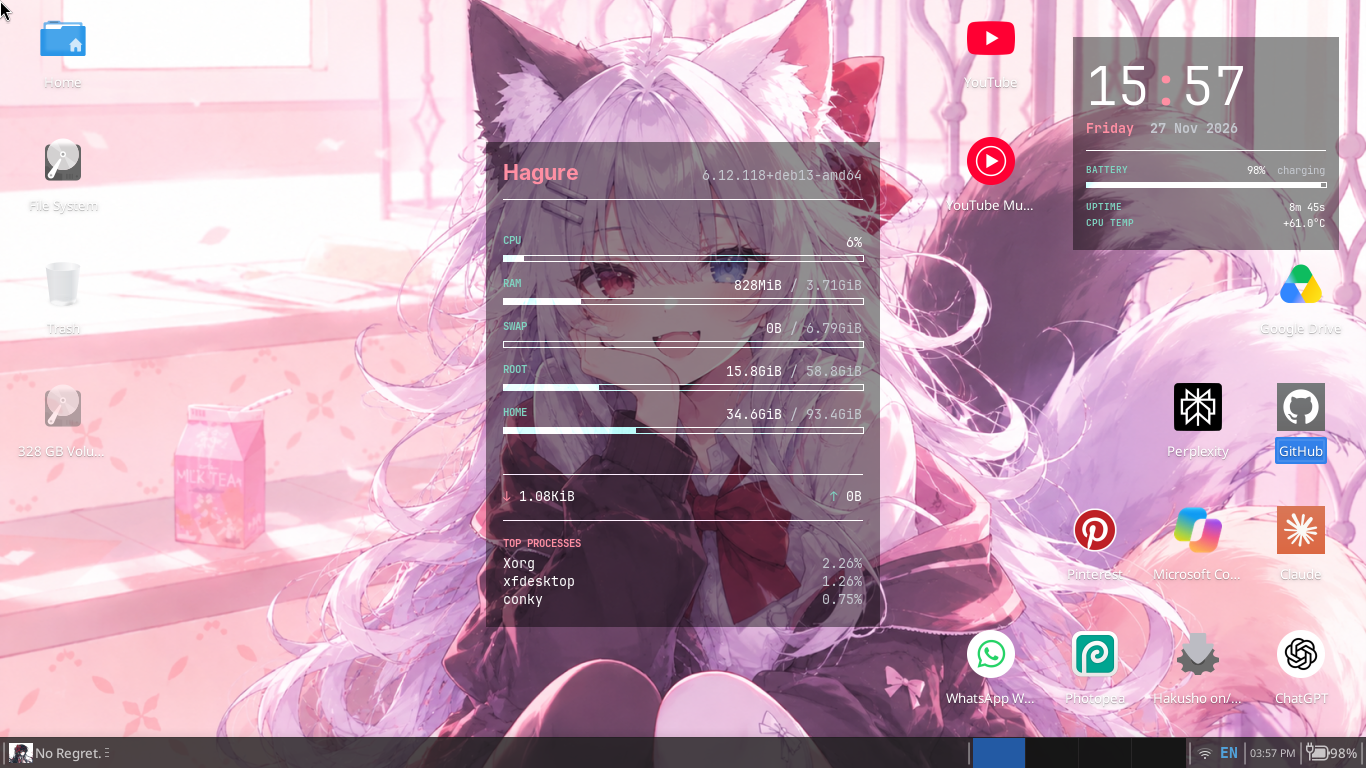 Home
File System
Trash
328 GB Volu...
MILK TEA
Hagure
6.12.118+deb13-amd64
CPU
6%
RAM
828MiB / 3.71GiB
SWAP
0B / 6.79GiB
ROOT
15.8GiB / 58.8GiB
HOME
34.6GiB / 93.4GiB
↓ 1.08KiB
↑ 0B
TOP PROCESSES
Xorg 2.26%
xfdesktop 1.26%
conky 0.75%
YouTube
YouTube Mu...
15:57
Friday 27 Nov 2026
BATTERY 98% charging
UPTIME 8m 45s
CPU TEMP +61.0°C
Google Drive
Perplexity
GitHub
Pinterest
Microsoft Co...
Claude
WhatsApp W...
Photopea
Hakusho on/...
ChatGPT
No Regret.
EN
03:57 PM
98%